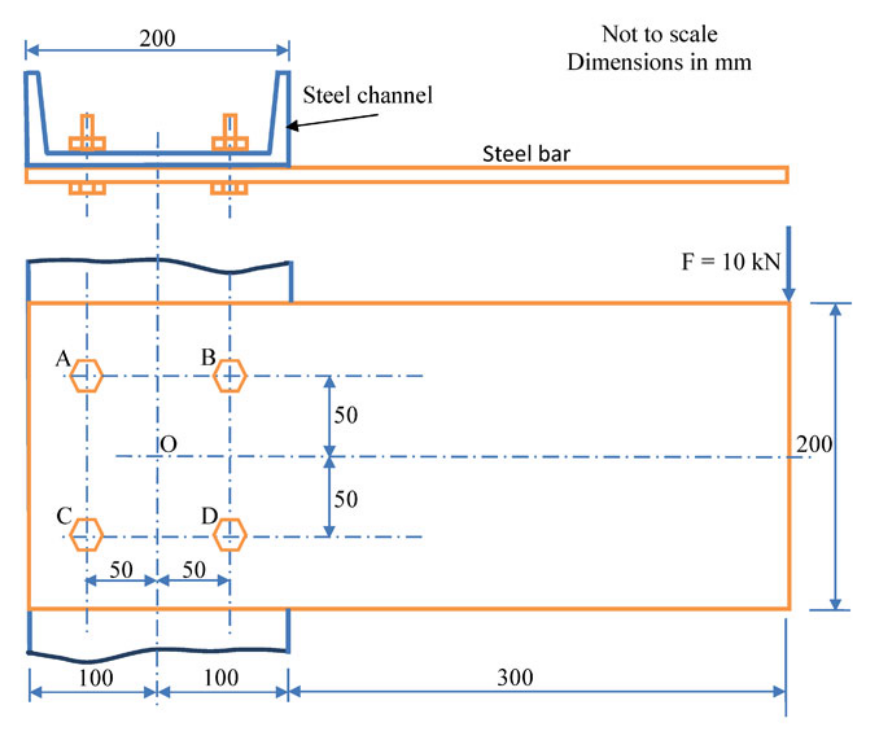 200
Not to scale
Dimensions in mm
Steel channel
Steel bar
F = 10 kN
A
B
50
O
200
50
C
D
50
50
100
100
300